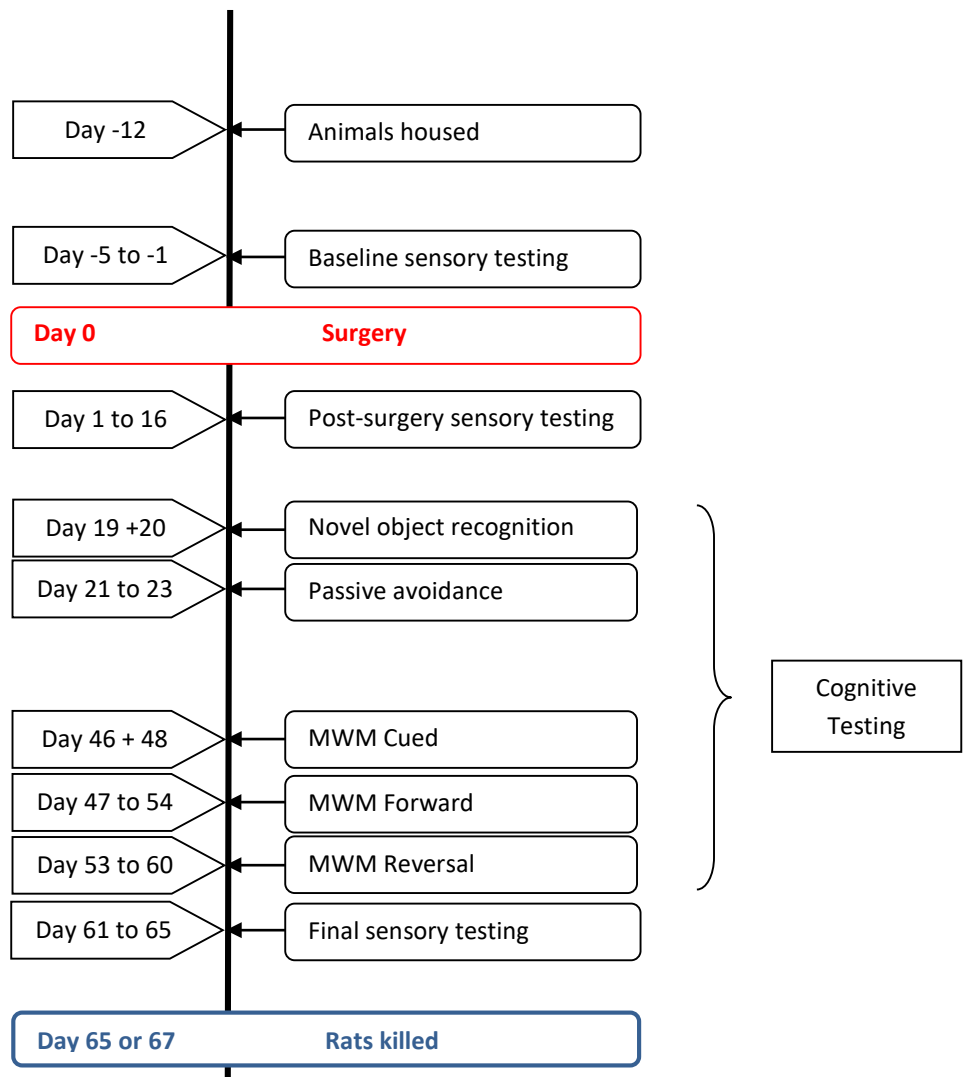 Day -12 Animals housed
Day -5 to -1 Baseline sensory testing
Day 0 Surgery
Day 1 to 16 Post-surgery sensory testing
Day 19 +20 Novel object recognition
Day 21 to 23 Passive avoidance
Cognitive
Testing
Day 46 + 48 MWM Cued
Day 47 to 54 MWM Forward
Day 53 to 60 MWM Reversal
Day 61 to 65 Final sensory testing
Day 65 or 67 Rats killed